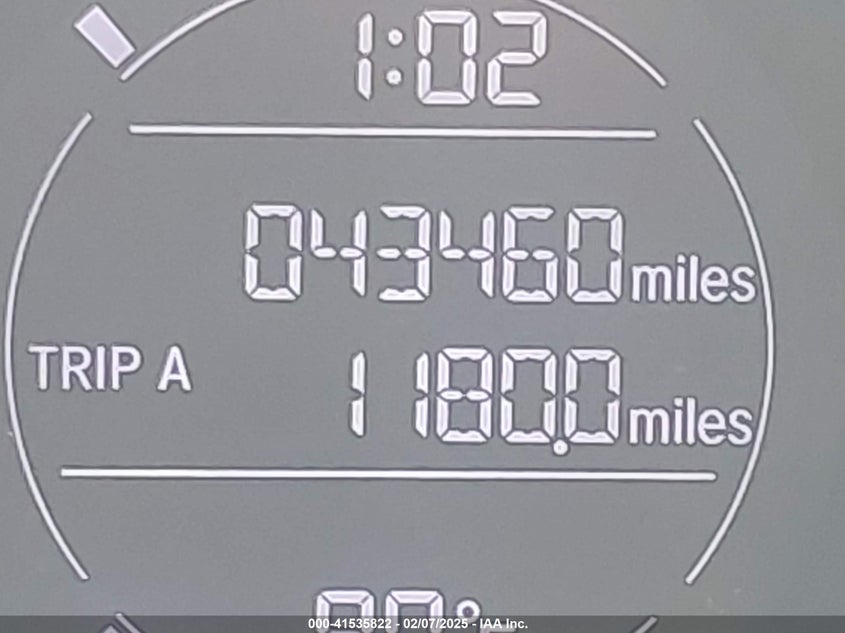 1:02
043460 miles
TRIP A 1180.0 miles
000-41535822 - 02/07/2025 - IAA Inc.